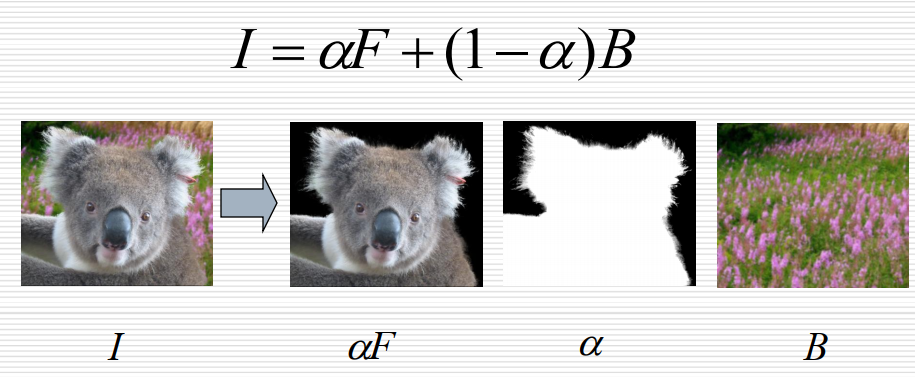 I = αF + (1 − α)B
I αF α B